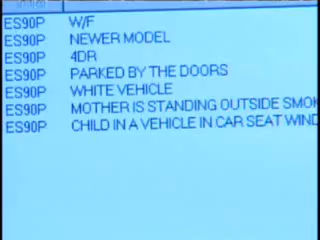 ES90P W/F
ES90P NEWER MODEL
ES90P 4DR
ES90P PARKED BY THE DOORS
ES90P WHITE VEHICLE
ES90P MOTHER IS STANDING OUTSIDE SMO
ES90P CHILD IN A VEHICLE IN CAR SEAT WIND